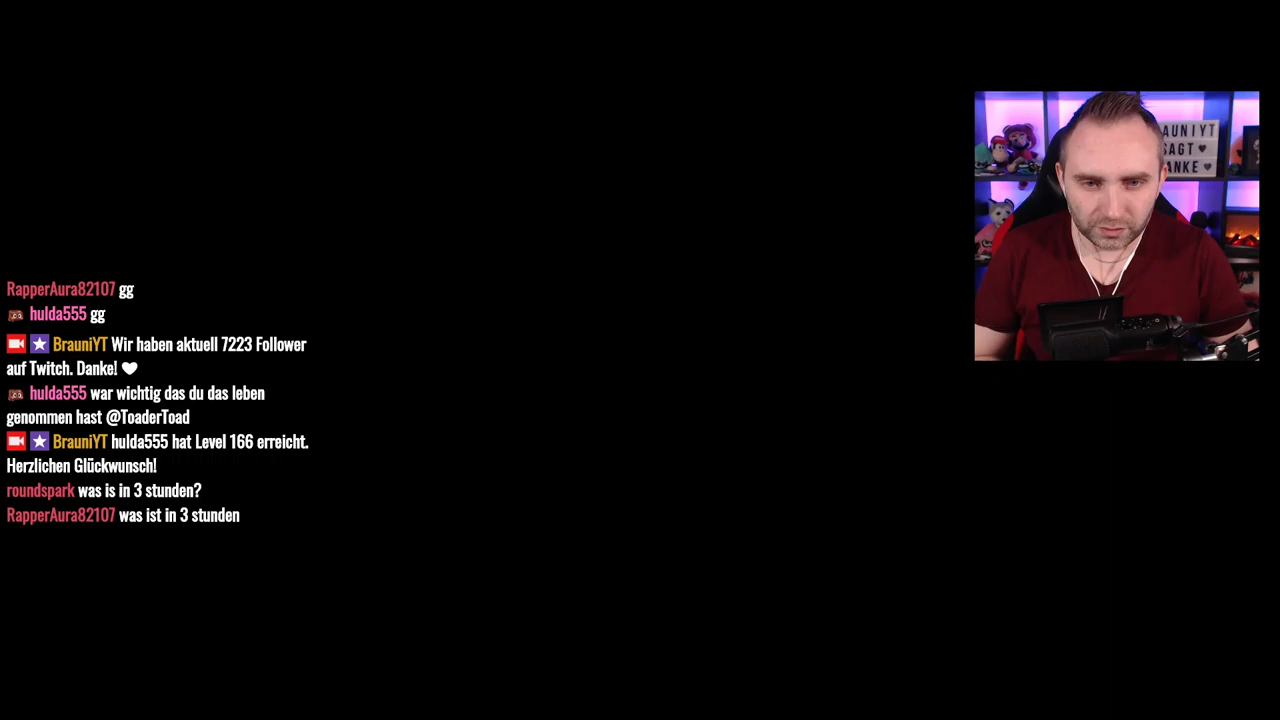 RapperAura82107 gg
hulda555 gg
BrauniYT Wir haben aktuell 7223 Follower
auf Twitch. Danke! ♥
hulda555 war wichtig das du das leben
genommen hast @ToaderToad
BrauniYT hulda555 hat Level 166 erreicht.
Herzlichen Glückwunsch!
roundspark was is in 3 stunden?
RapperAura82107 was ist in 3 stunden
AUNIYT
SAGT ♥
ANKE ♥